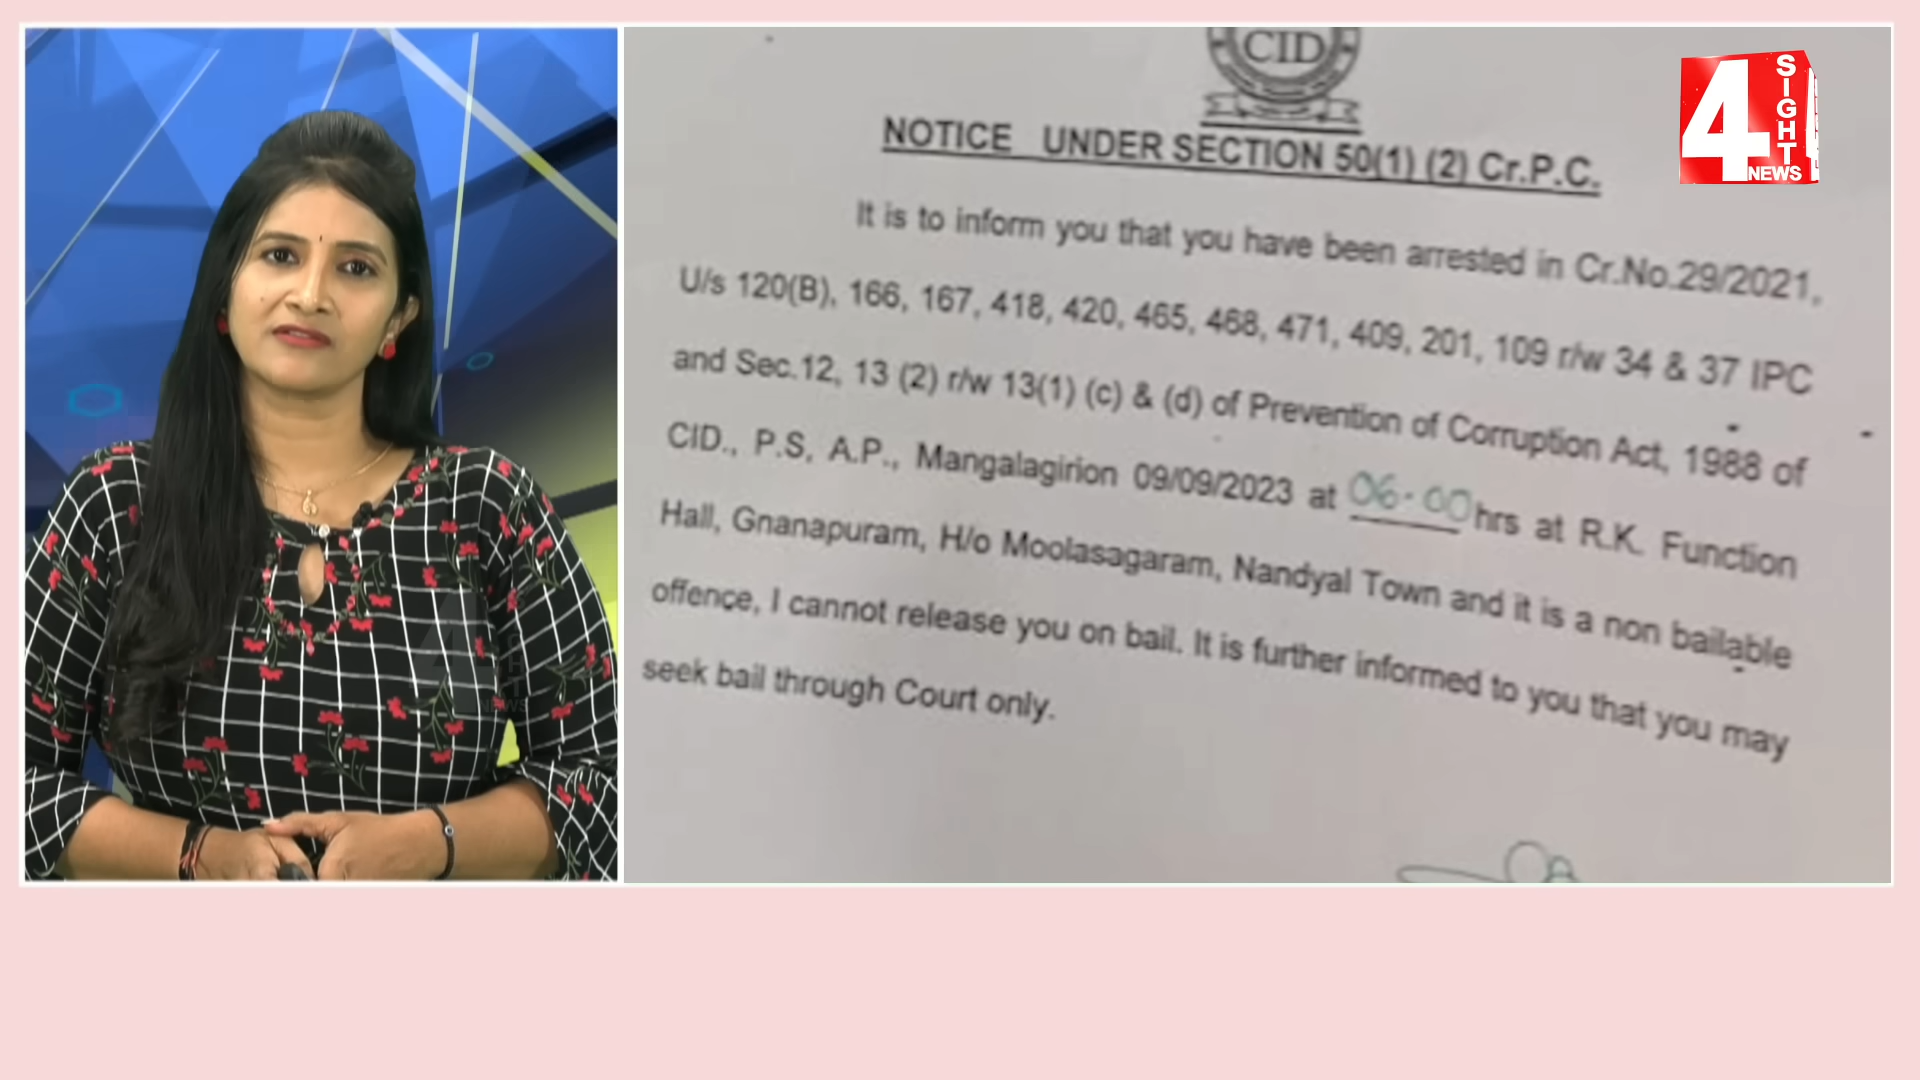 CID
NOTICE UNDER SECTION 50(1) (2) Cr.P.C.
It is to inform you that you have been arrested in Cr.No.29/2021,
U/s 120(B), 166, 167, 418, 420, 465, 468, 471, 409, 201, 109 r/w 34 & 37 IPC
and Sec.12, 13 (2) r/w 13(1) (c) & (d) of Prevention of Corruption Act, 1988 of
CID., P.S, A.P., Mangalagirion 09/09/2023 at 06-00 hrs at R.K. Function
Hall, Gnanapuram, H/o Moolasagaram, Nandyal Town and it is a non bailable
offence, I cannot release you on bail. It is further informed to you that you may
seek bail through Court only.
4 SIGHT
NEWS